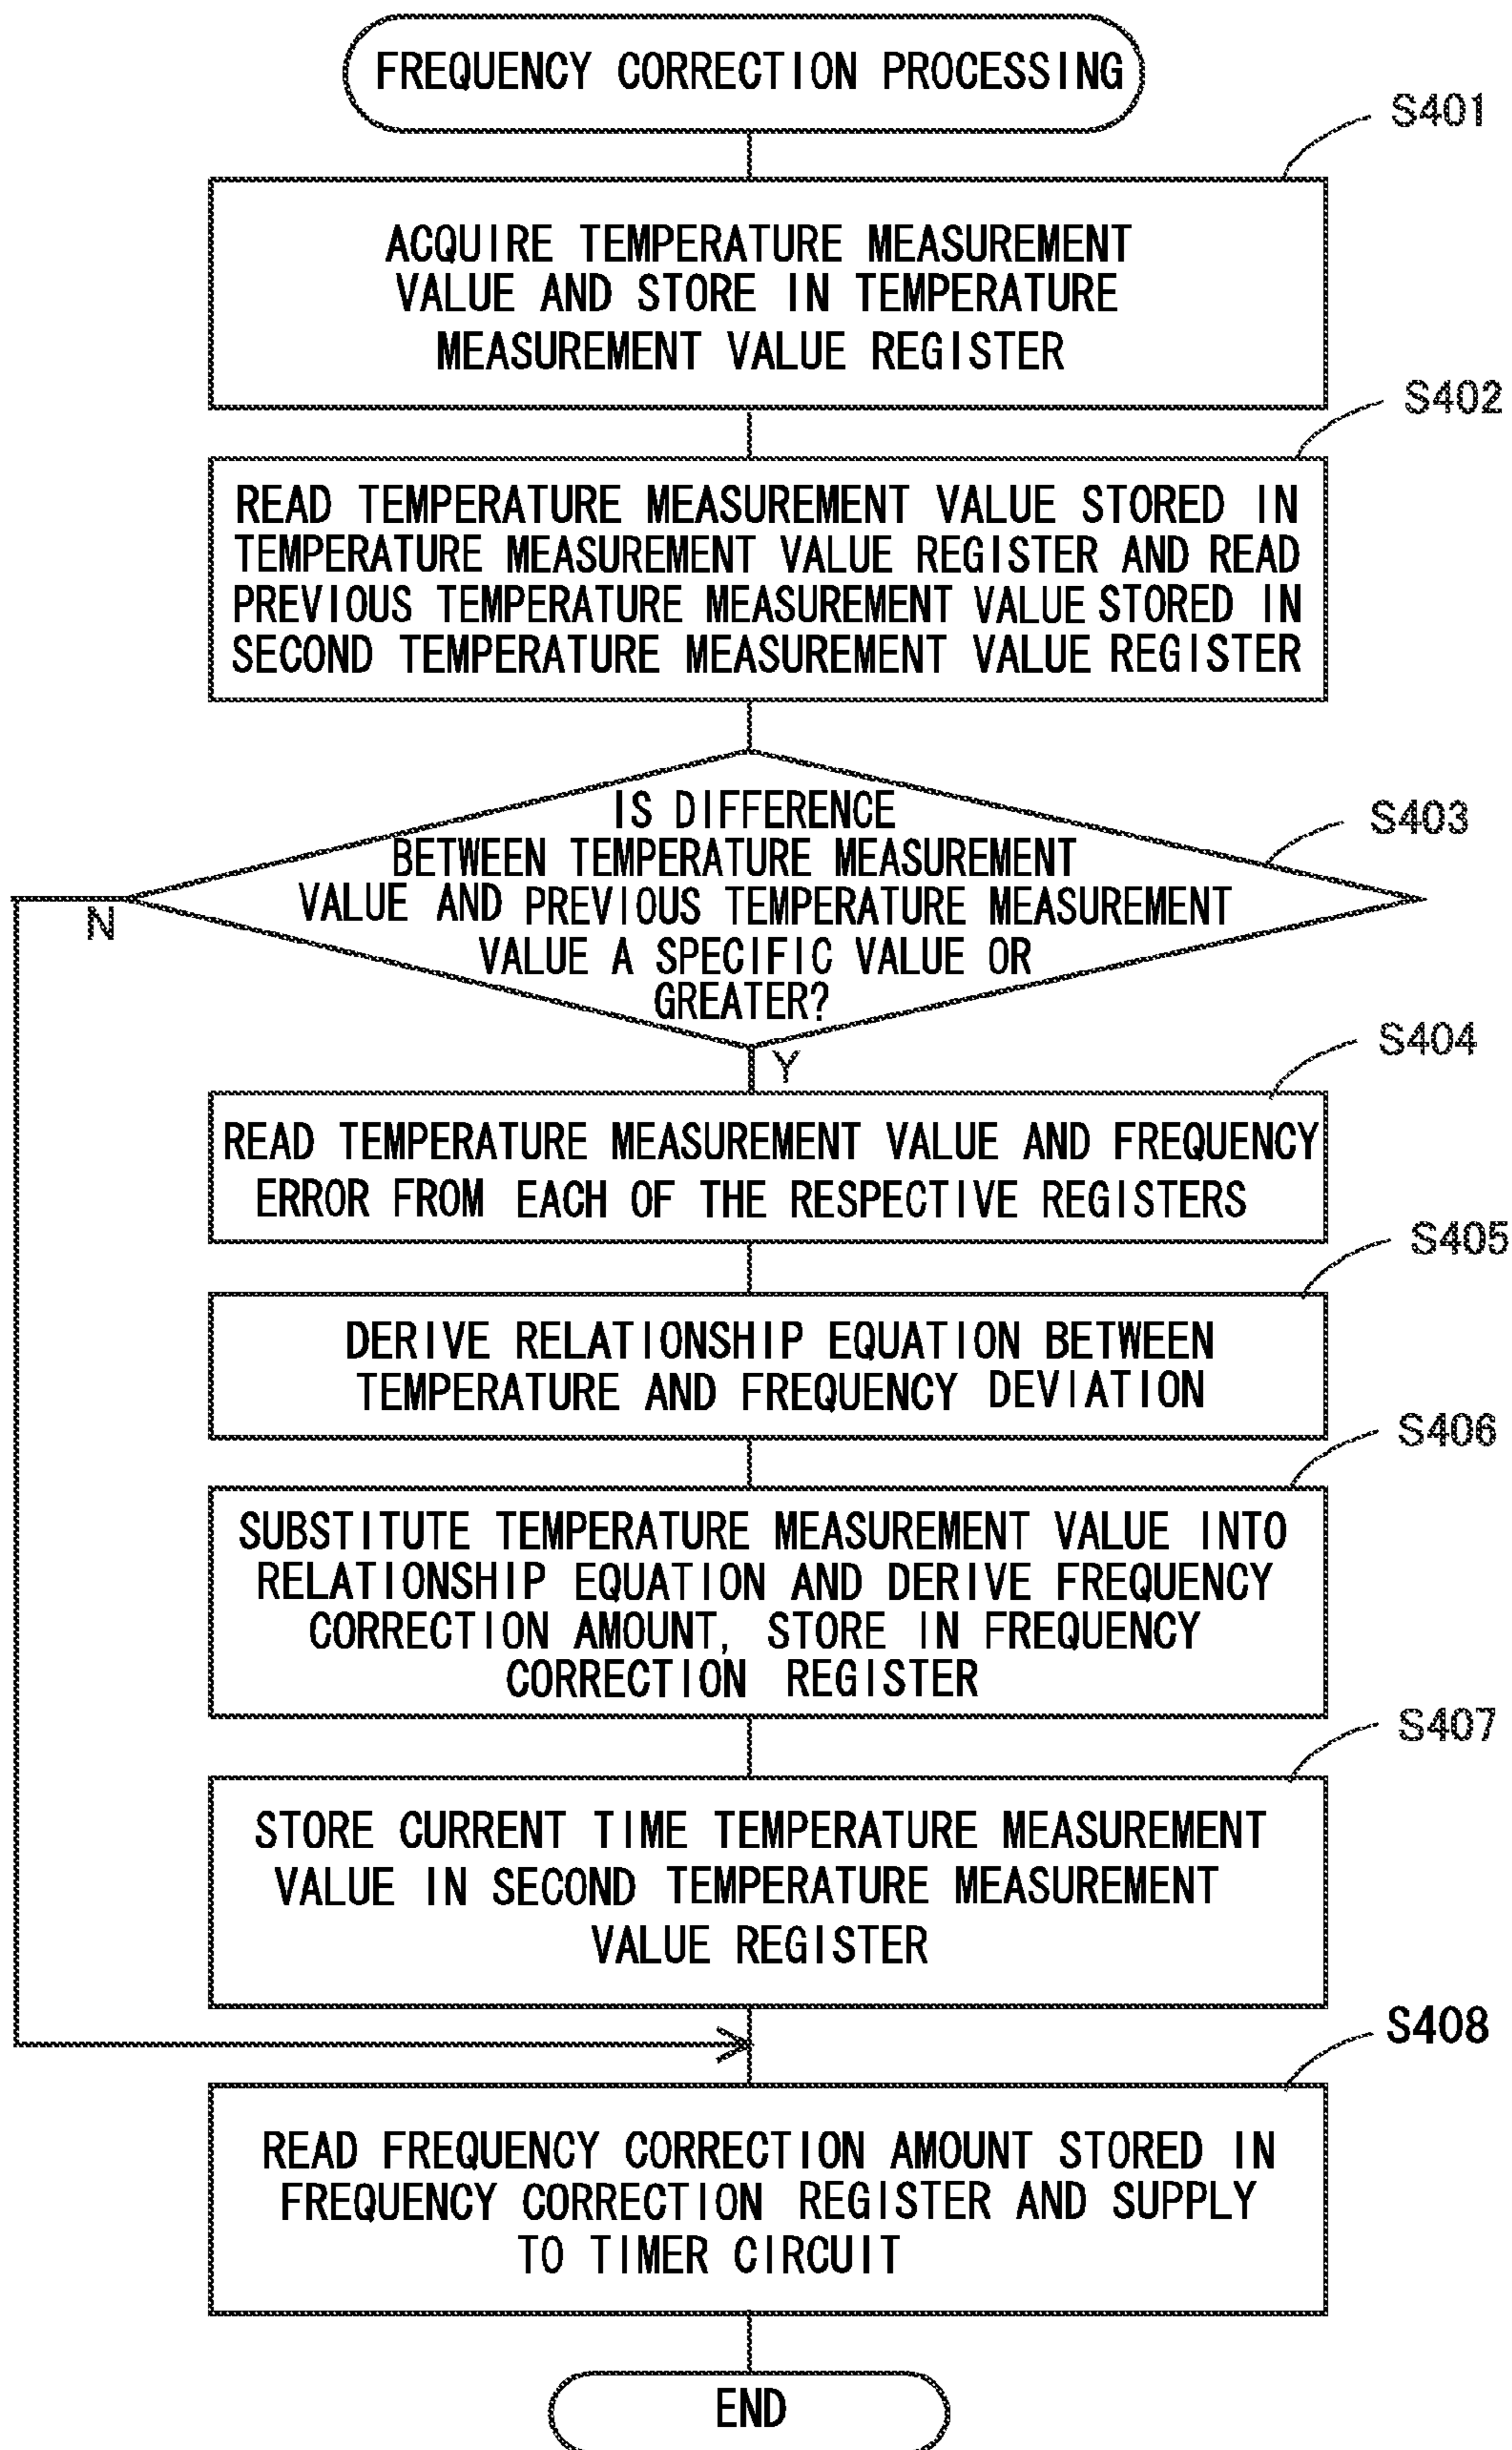 FREQUENCY CORRECTION PROCESSING
S401
ACQUIRE TEMPERATURE MEASUREMENT
VALUE AND STORE IN TEMPERATURE
MEASUREMENT VALUE REGISTER
S402
READ TEMPERATURE MEASUREMENT VALUE STORED IN
TEMPERATURE MEASUREMENT VALUE REGISTER AND READ
PREVIOUS TEMPERATURE MEASUREMENT VALUE STORED IN
SECOND TEMPERATURE MEASUREMENT VALUE REGISTER
S403
IS DIFFERENCE
BETWEEN TEMPERATURE MEASUREMENT
VALUE AND PREVIOUS TEMPERATURE MEASUREMENT
VALUE A SPECIFIC VALUE OR
GREATER?
N
Y
S404
READ TEMPERATURE MEASUREMENT VALUE AND FREQUENCY
ERROR FROM EACH OF THE RESPECTIVE REGISTERS
S405
DERIVE RELATIONSHIP EQUATION BETWEEN
TEMPERATURE AND FREQUENCY DEVIATION
S406
SUBSTITUTE TEMPERATURE MEASUREMENT VALUE INTO
RELATIONSHIP EQUATION AND DERIVE FREQUENCY
CORRECTION AMOUNT, STORE IN FREQUENCY
CORRECTION REGISTER
S407
STORE CURRENT TIME TEMPERATURE MEASUREMENT
VALUE IN SECOND TEMPERATURE MEASUREMENT
VALUE REGISTER
S408
READ FREQUENCY CORRECTION AMOUNT STORED IN
FREQUENCY CORRECTION REGISTER AND SUPPLY
TO TIMER CIRCUIT
END